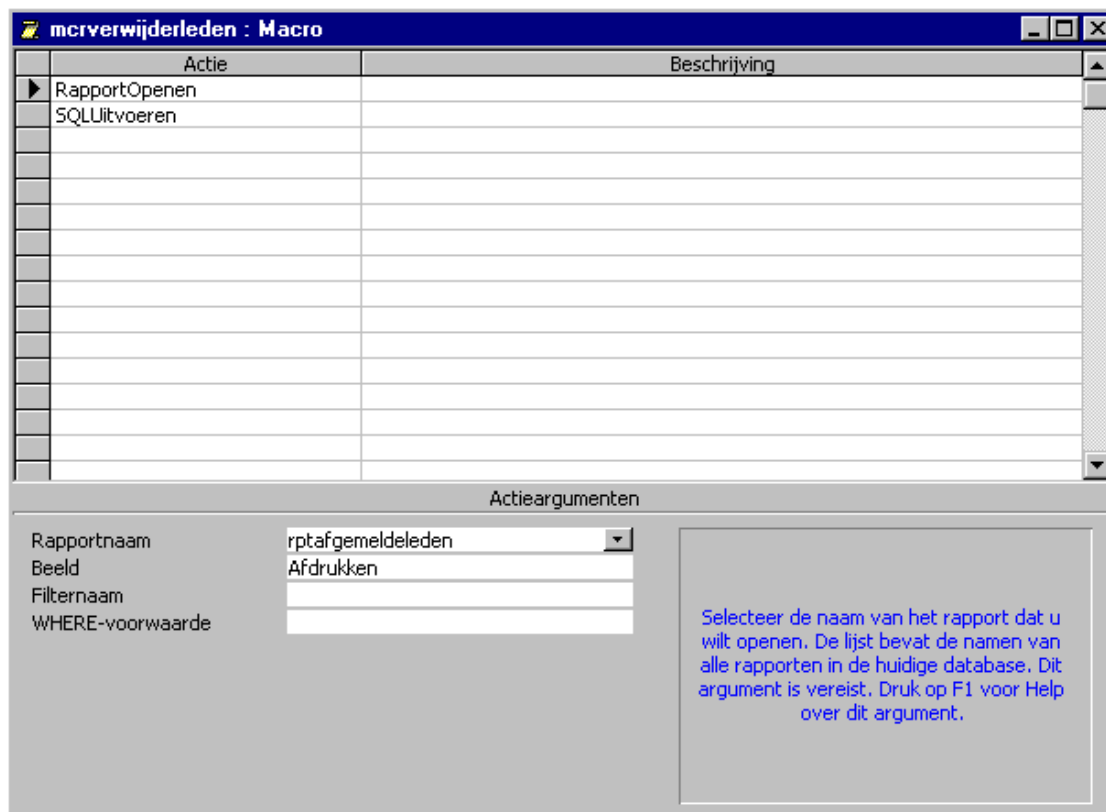 mcrverwijderleden : Macro
Actie Beschrijving
RapportOpenen
SQLUitvoeren
Actieargumenten
Rapportnaam rptafgemeldeleden
Beeld Afdrukken
Filternaam
WHERE-voorwaarde
Selecteer de naam van het rapport dat u
wilt openen. De lijst bevat de namen van
alle rapporten in de huidige database. Dit
argument is vereist. Druk op F1 voor Help
over dit argument.